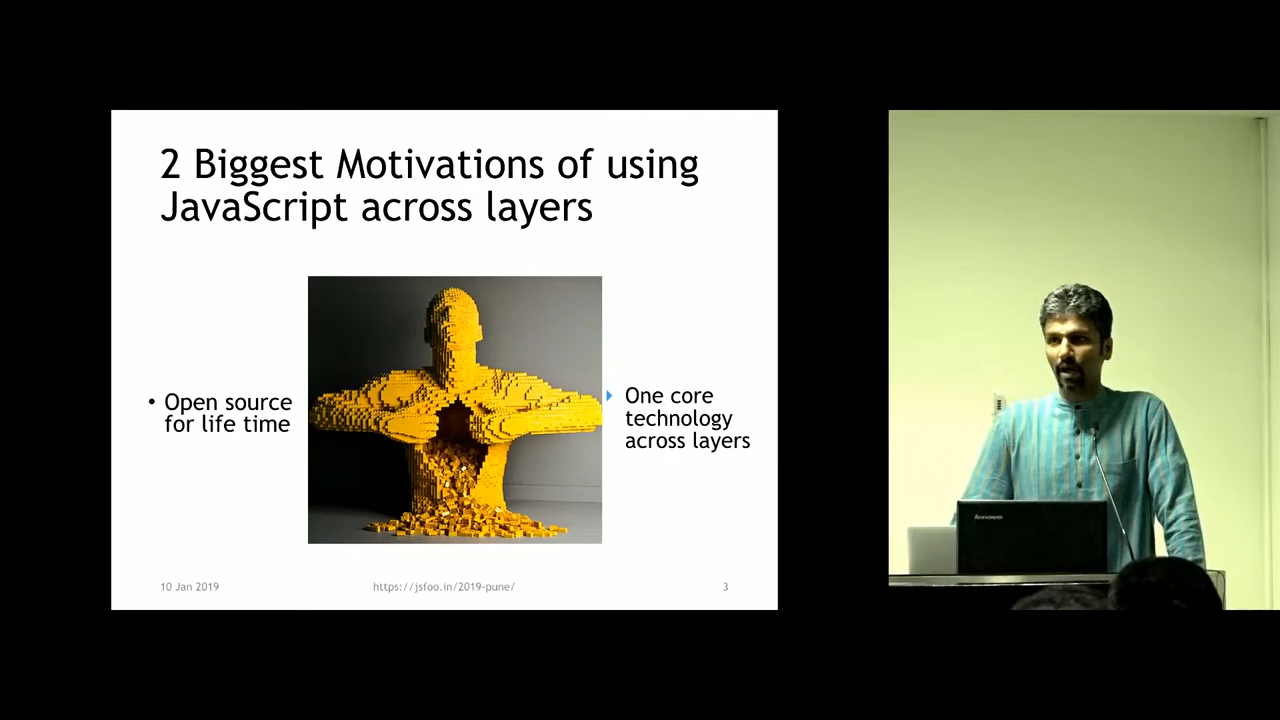 2 Biggest Motivations of using
JavaScript across layers
• Open source
for life time
One core
technology
across layers
10 Jan 2019
https://jsfoo.in/2019-pune/
3
Lenovo